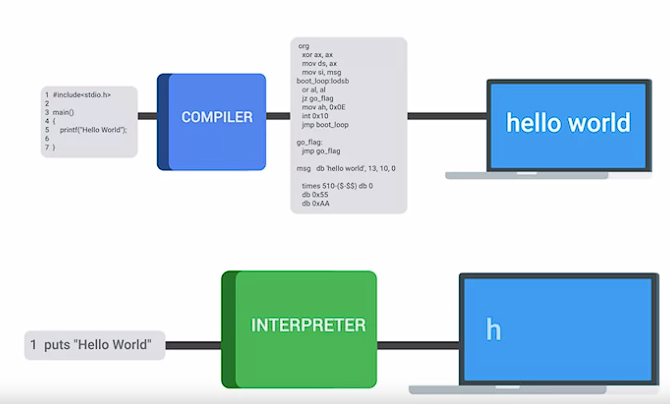 1 #include<stdio.h>
2
3 main()
4 {
5 printf("Hello World");
6
7 }
COMPILER
org
xor ax, ax
mov ds, ax
mov si, msg
boot_loop:lodsb
or al, al
jz go_flag
mov ah, 0x0E
int 0x10
jmp boot_loop
go_flag:
jmp go_flag
msg db 'hello world', 13, 10, 0
times 510-($-$$) db 0
db 0x55
db 0xAA
hello world
1 puts "Hello World"
INTERPRETER
h